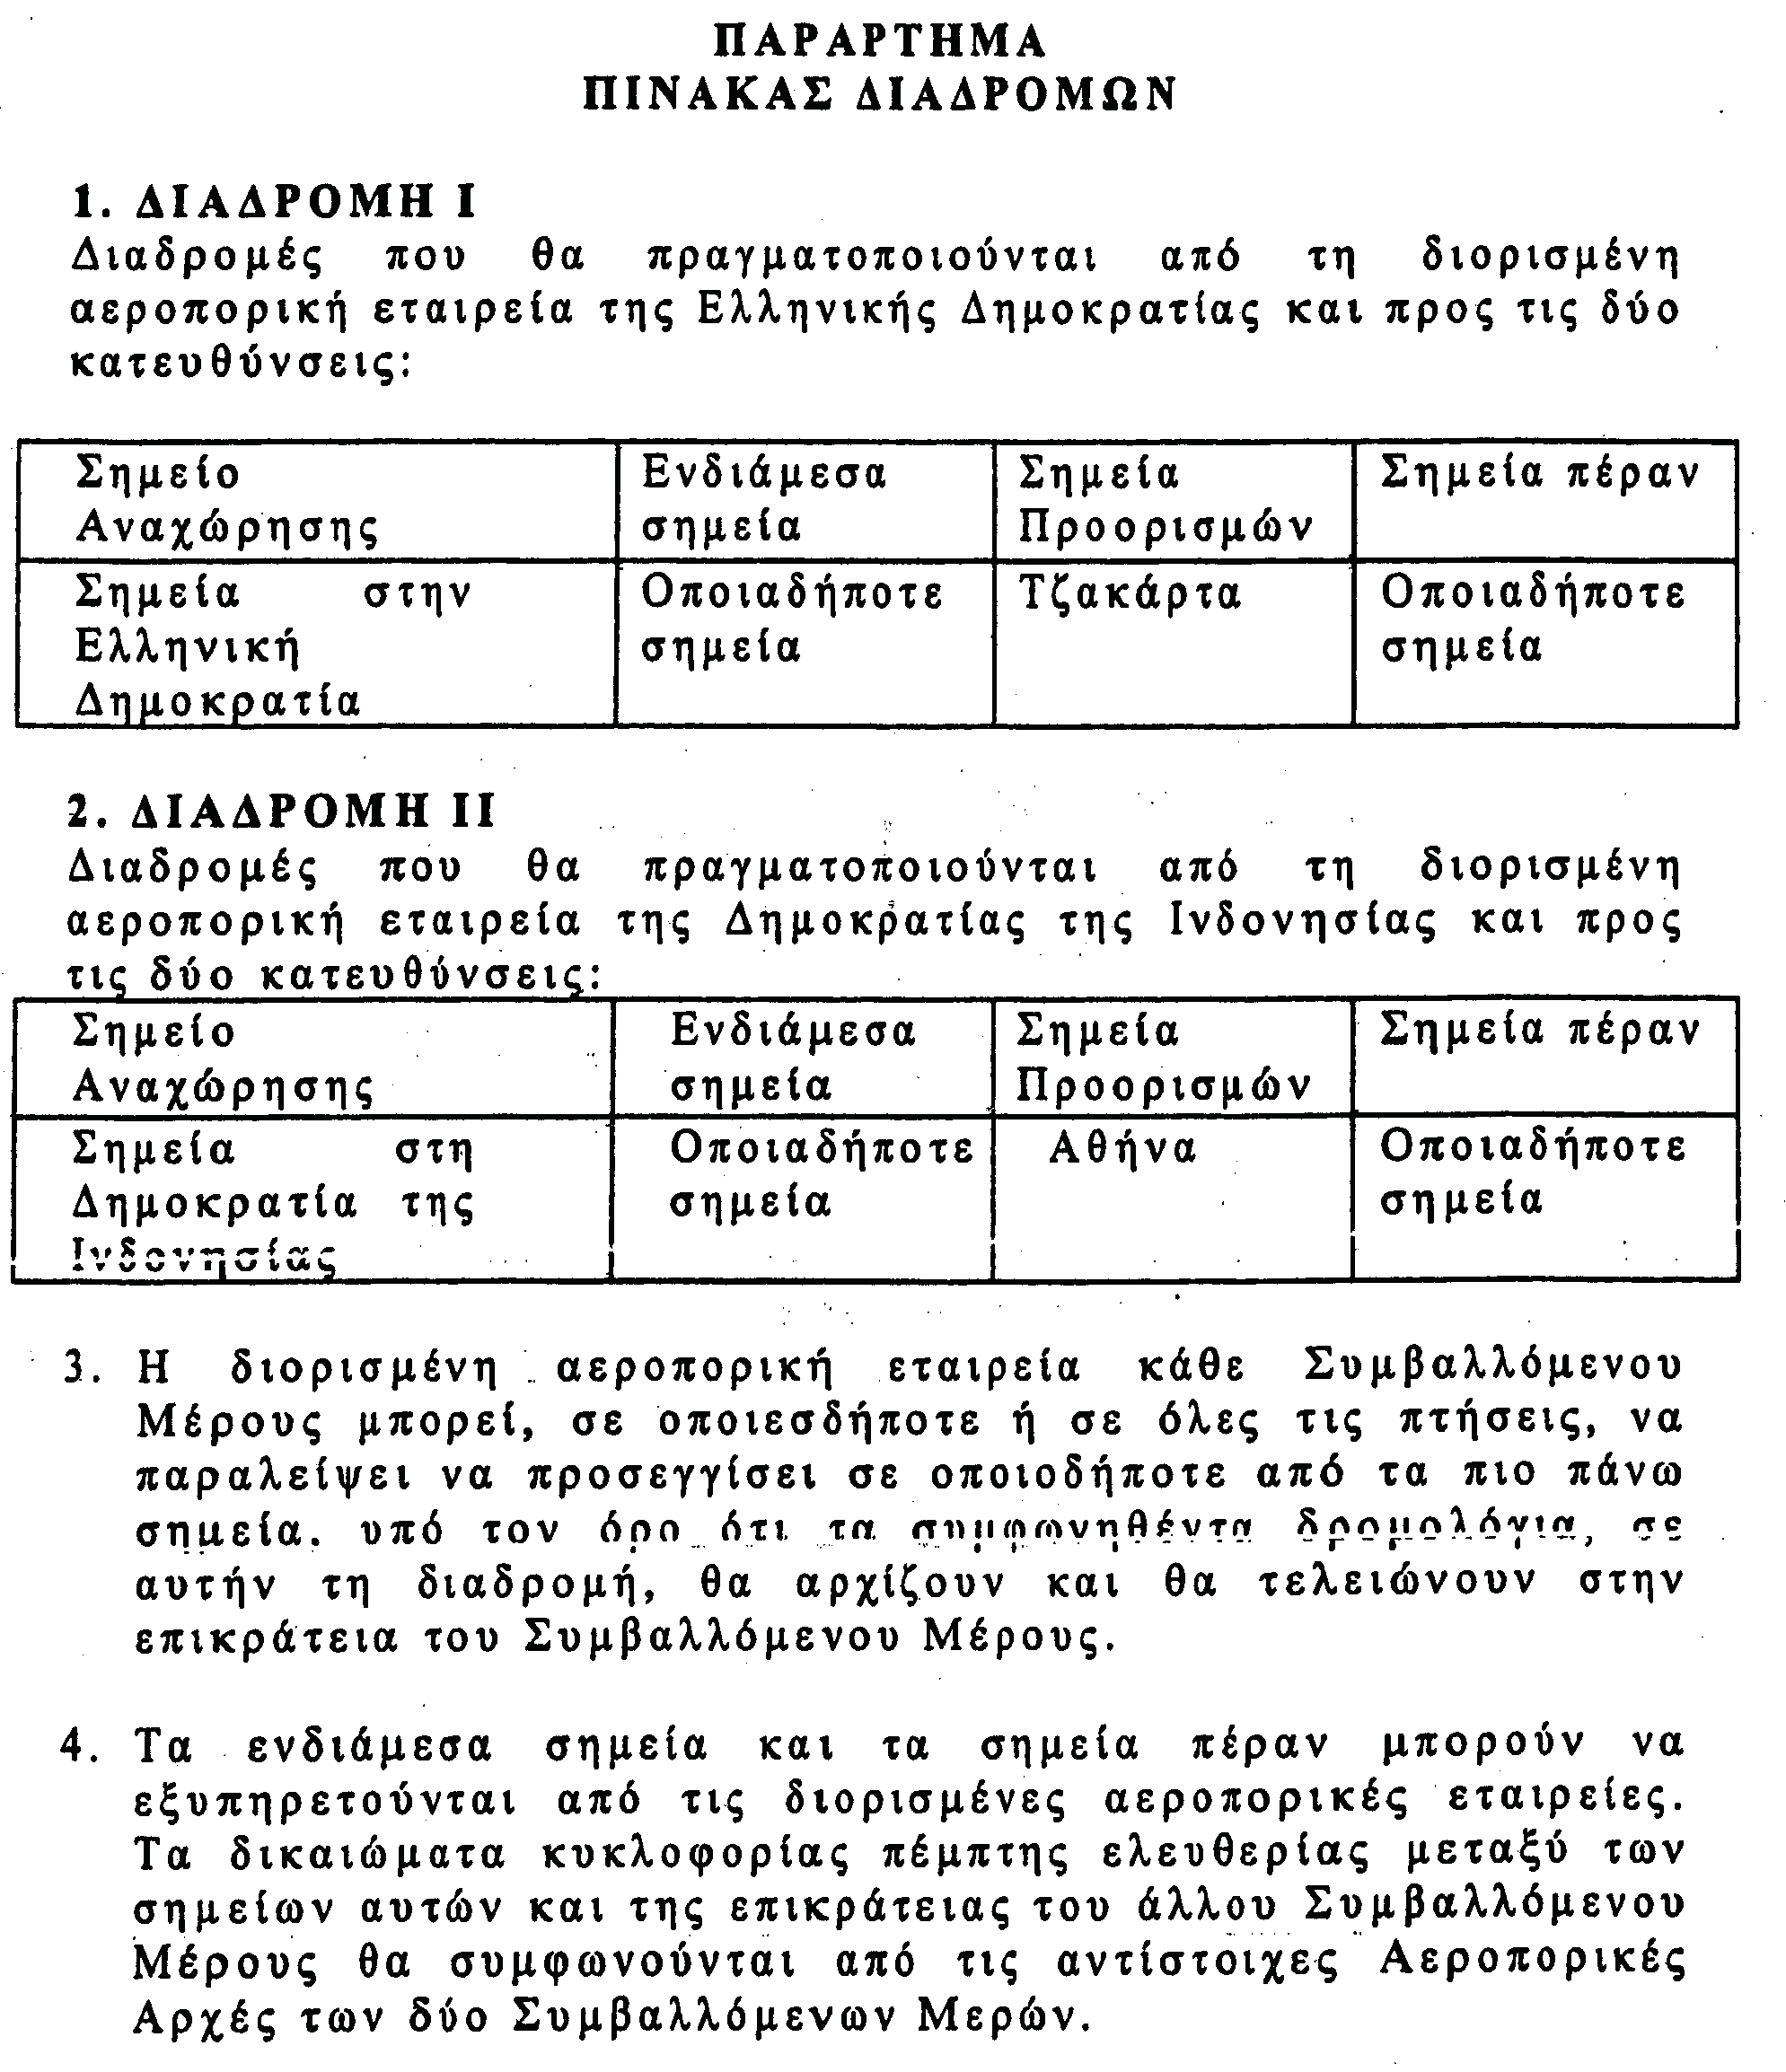 ΠΑΡΑΡΤΗΜΑ
ΠΙΝΑΚΑΣ ΔΙΑΔΡΟΜΩΝ
1. ΔΙΑΔΡΟΜΗ Ι
Διαδρομές που θα πραγματοποιούνται από τη διορισμένη
αεροπορική εταιρεία της Ελληνικής Δημοκρατίας και προς τις δύο
κατευθύνσεις:
Σημείο Ενδιάμεσα Σημεία Σημεία πέραν
Αναχώρησης σημεία Προορισμών
Σημεία στην Οποιαδήποτε Τζακάρτα Οποιαδήποτε
Ελληνική σημεία σημεία
Δημοκρατία
2. ΔΙΑΔΡΟΜΗ ΙΙ
Διαδρομές που θα πραγματοποιούνται από τη διορισμένη
αεροπορική εταιρεία της Δημοκρατίας της Ινδονησίας και προς
τις δύο κατευθύνσεις:
Σημείο Ενδιάμεσα Σημεία Σημεία πέραν
Αναχώρησης σημεία Προορισμών
Σημεία στη Οποιαδήποτε Αθήνα Οποιαδήποτε
Δημοκρατία της σημεία σημεία
Ινδονησίας
3. Η διορισμένη αεροπορική εταιρεία κάθε Συμβαλλόμενου
Μέρους μπορεί, σε οποιεσδήποτε ή σε όλες τις πτήσεις, να
παραλείψει να προσεγγίσει σε οποιοδήποτε από τα πιο πάνω
σημεία. υπό τον όρο ότι τα συμφωνηθέντα δρομολόγια, σε
αυτήν τη διαδρομή, θα αρχίζουν και θα τελειώνουν στην
επικράτεια του Συμβαλλόμενου Μέρους.
4. Τα ενδιάμεσα σημεία και τα σημεία πέραν μπορούν να
εξυπηρετούνται από τις διορισμένες αεροπορικές εταιρείες.
Τα δικαιώματα κυκλοφορίας πέμπτης ελευθερίας μεταξύ των
σημείων αυτών και της επικράτειας του άλλου Συμβαλλόμενου
Μέρους θα συμφωνούνται από τις αντίστοιχες Αεροπορικές
Αρχές των δύο Συμβαλλόμενων Μερών.